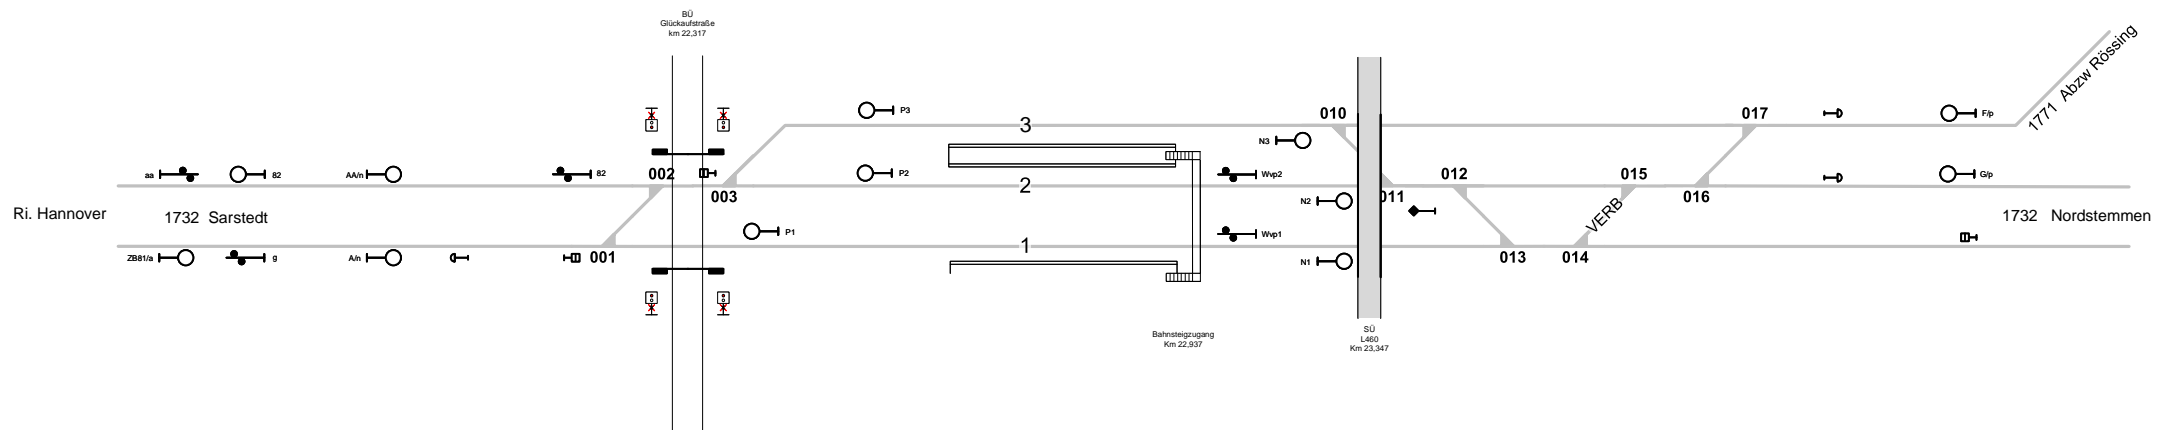 BÜ
Glückaufstraße
km 22,317
1771 Abzw Rössing
P3
3
010
017
F/p
N3
aa
82
AA/n
82
002
003
P2
2
Wvp2
011
012
015
016
G/p
Ri. Hannover
1732 Sarstedt
P1
N2
VERB
1732 Nordstemmen
Wvp1
1
ZB81/a
g
A/n
001
N1
013
014
Bahnsteigzugang
Km 22,937
SÜ
L460
Km 23,347